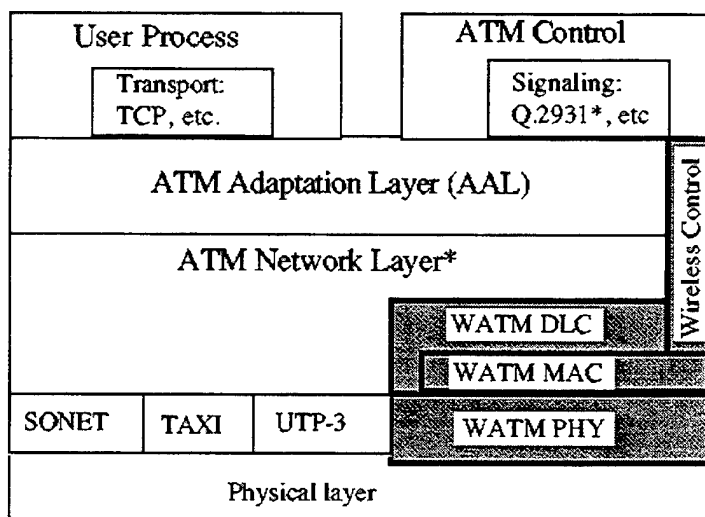 User Process
ATM Control
Transport:
TCP, etc.
Signaling:
Q.2931*, etc
ATM Adaptation Layer (AAL)
Wireless Control
ATM Network Layer*
WATM DLC
WATM MAC
SONET
TAXI
UTP-3
WATM PHY
Physical layer